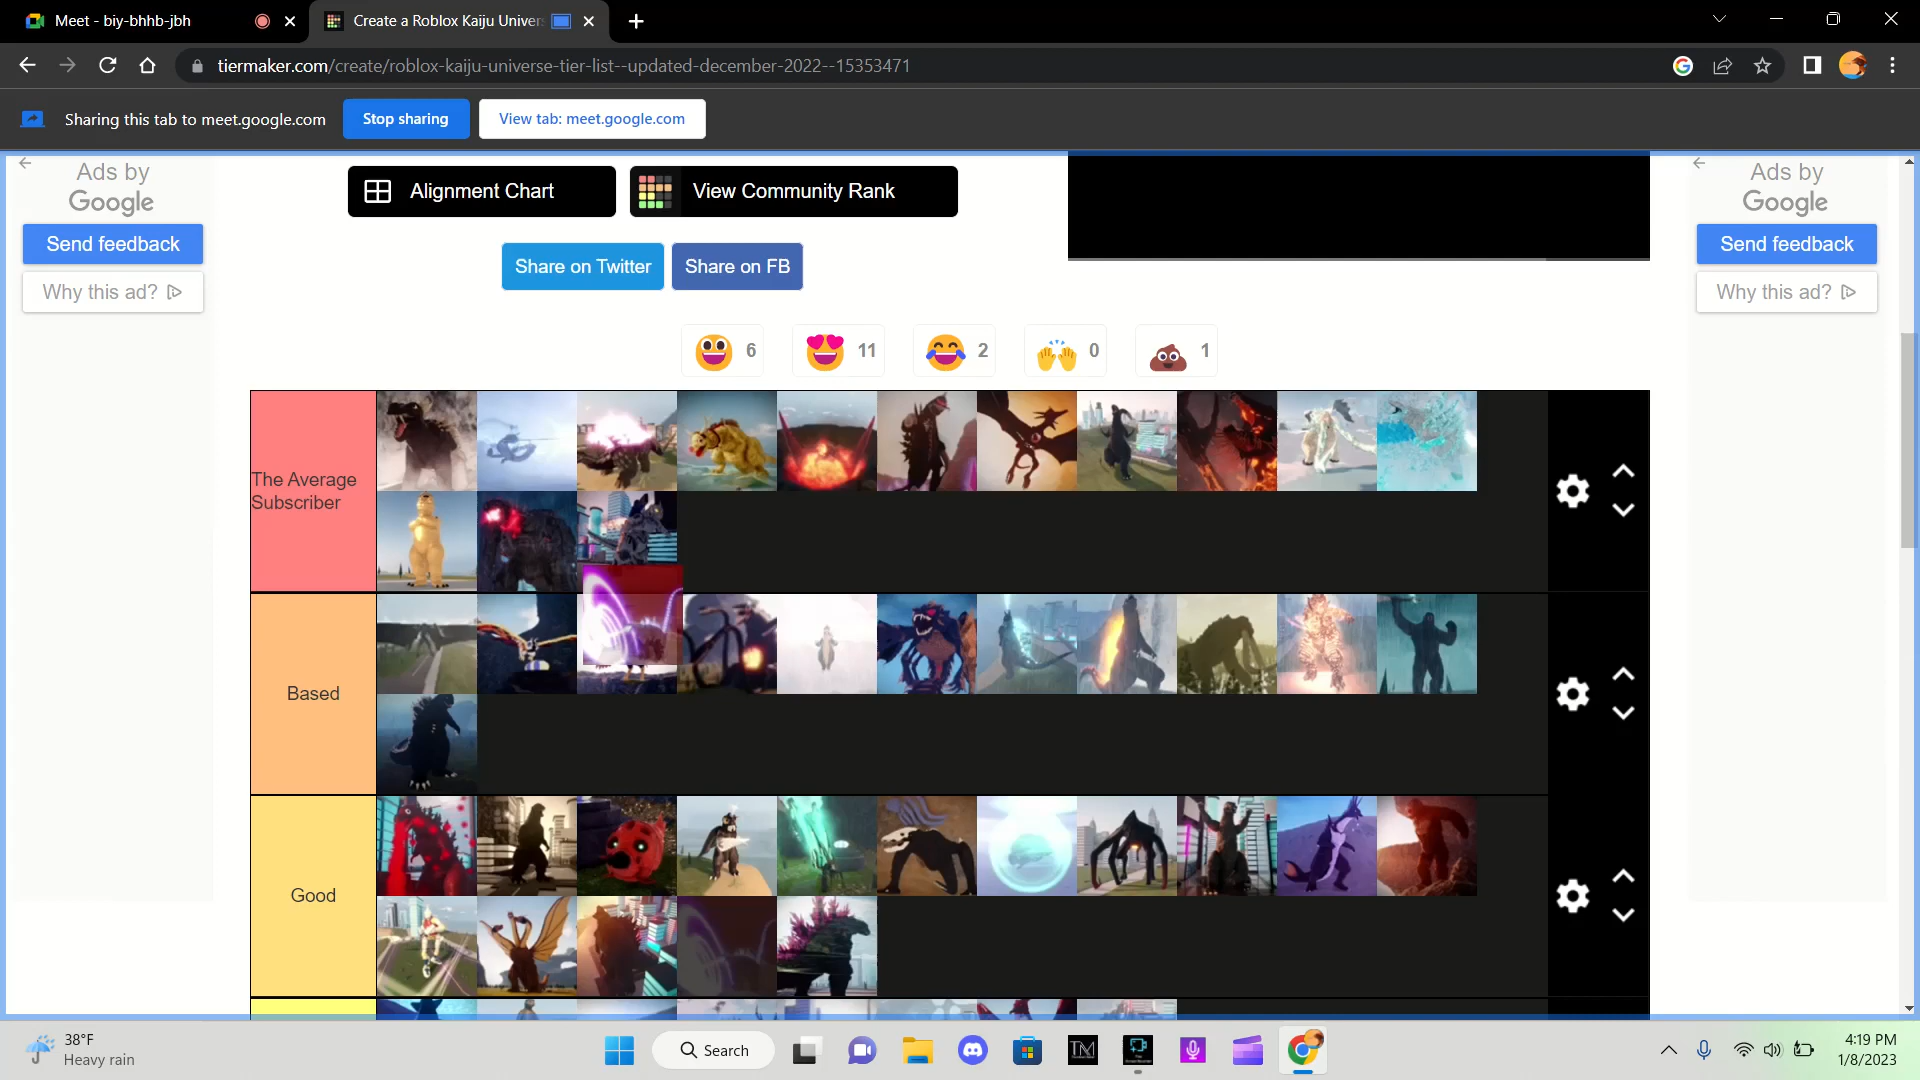 Meet - biy-bhhb-jbh
Create a Roblox Kaiju Univer
tiermaker.com/create/roblox-kaiju-universe-tier-list--updated-december-2022--15353471
Sharing this tab to meet.google.com
Stop sharing
View tab: meet.google.com
Ads by
Google
Send feedback
Why this ad?
Alignment Chart
View Community Rank
Share on Twitter
Share on FB
Ads by
Google
Send feedback
Why this ad?
6
11
2
0
1
The Average
Subscriber
Based
Good
38°F
Heavy rain
Search
TM
4:19 PM
1/8/2023